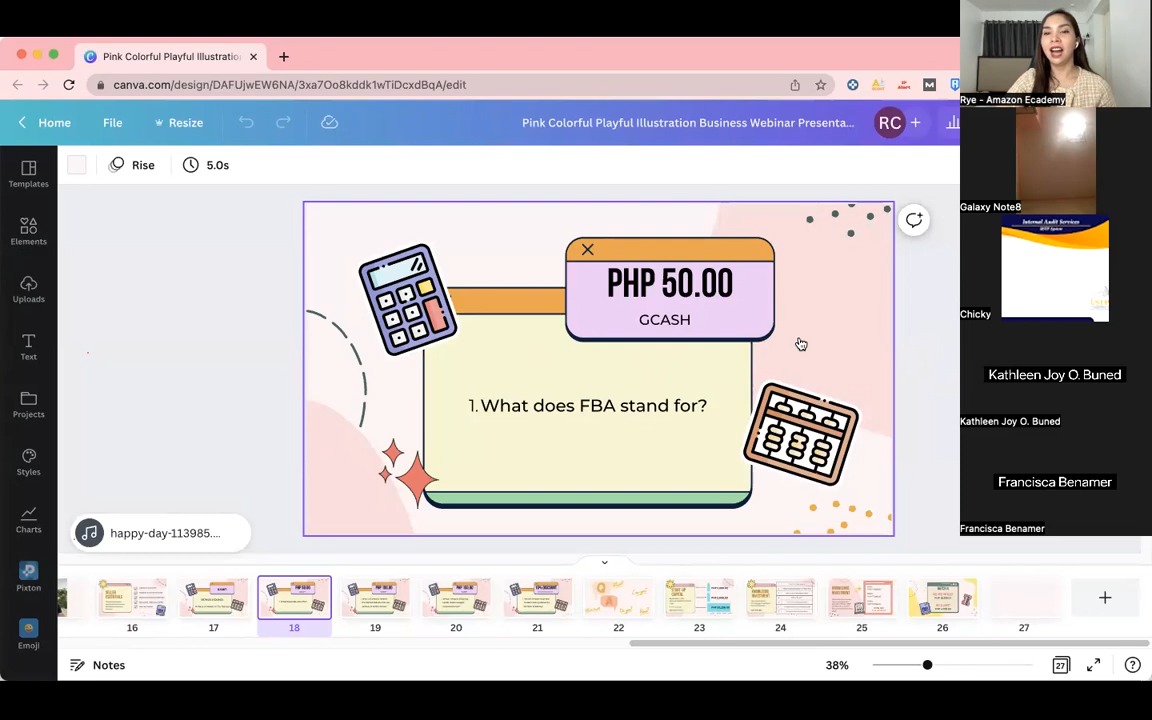 Pink Colorful Playful Illustratio
canva.com/design/DAFUjwEW6NA/3xa7Oo8kddk1wTiDcxdBqA/edit
Home
File
Resize
Pink Colorful Playful Illustration Business Webinar Presenta...
RC
Rise
5.0s
Templates
Elements
Uploads
Text
Projects
Styles
Charts
Pixton
Emoji
PHP 50.00
GCASH
1. What does FBA stand for?
happy-day-113985....
16
17
18
19
20
21
22
23
24
25
26
27
Notes
38%
27
Rye - Amazon Ecademy
Galaxy Note8
Internal Audit Services
Chicky
Kathleen Joy O. Buned
Kathleen Joy O. Buned
Francisca Benamer
Francisca Benamer